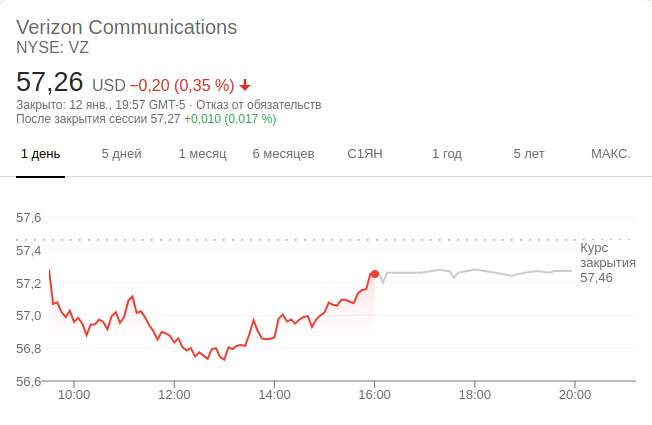 Verizon Communications
NYSE: VZ
57,26 USD −0,20 (0,35 %)
Закрыто: 12 янв., 19:57 GMT-5 · Отказ от обязательств
После закрытия сессии 57,27 +0,010 (0,017 %)
1 день 5 дней 1 месяц 6 месяцев С1ЯН 1 год 5 лет МАКС.
57,6
57,4
57,2
57,0
56,8
56,6
Курс
закрытия
57,46
10:00 12:00 14:00 16:00 18:00 20:00